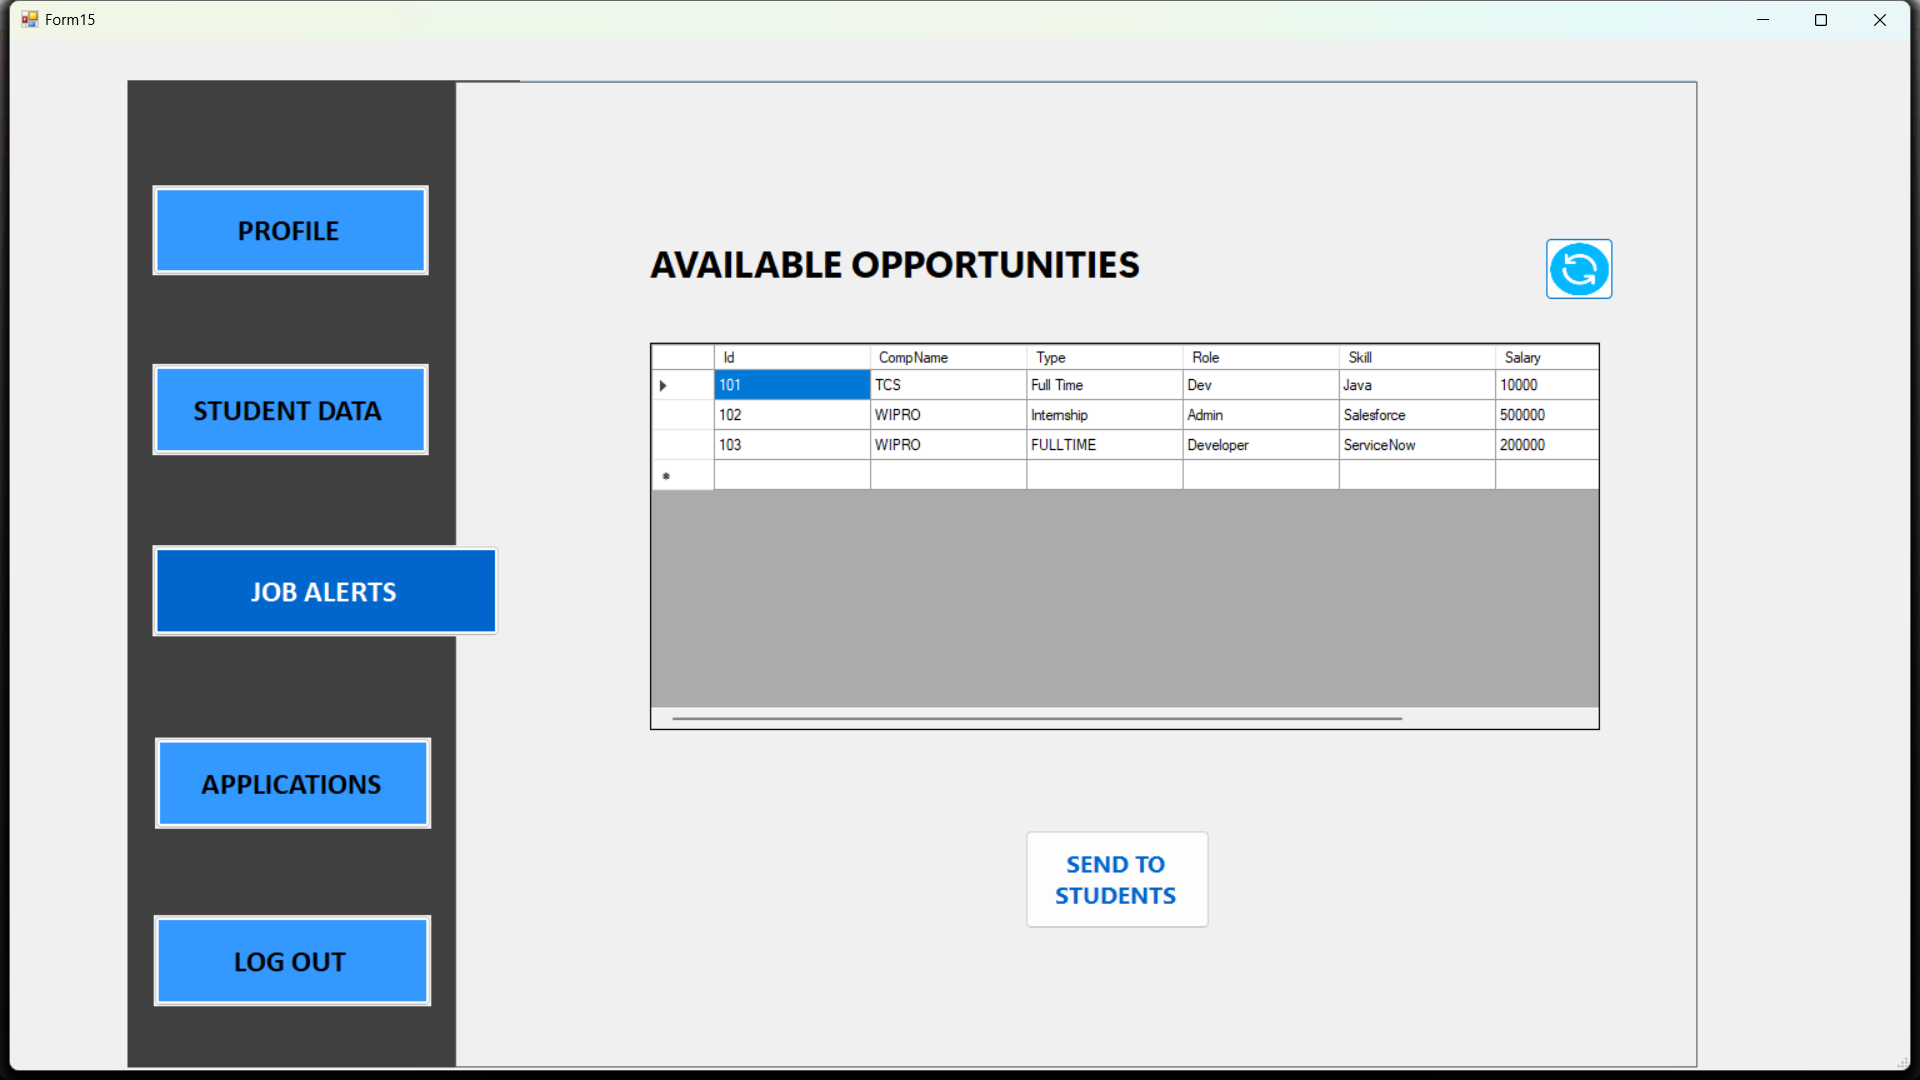 Form15
PROFILE
STUDENT DATA
JOB ALERTS
APPLICATIONS
LOG OUT
AVAILABLE OPPORTUNITIES
Id CompName Type Role Skill Salary
101 TCS Full Time Dev Java 10000
102 WIPRO Internship Admin Salesforce 500000
103 WIPRO FULLTIME Developer ServiceNow 200000
SEND TO
STUDENTS